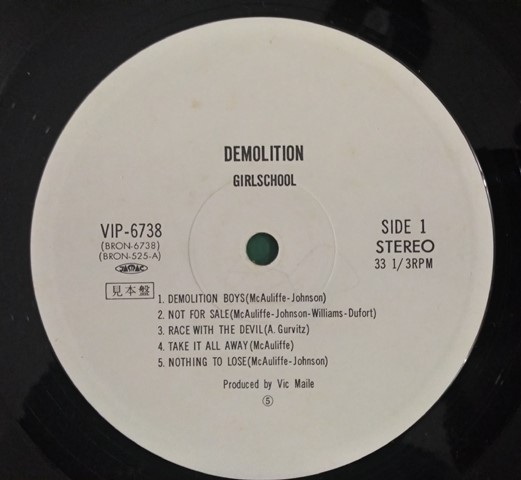 DEMOLITION
GIRLSCHOOL
VIP-6738
(BRON-6738)
(BRON-525-A)
JASRAC
見本盤
SIDE 1
STEREO
33 1/3RPM
1. DEMOLITION BOYS(McAuliffe-Johnson)
2. NOT FOR SALE(McAuliffe-Johnson-Williams-Dufort)
3. RACE WITH THE DEVIL(A. Gurvitz)
4. TAKE IT ALL AWAY(McAuliffe)
5. NOTHING TO LOSE(McAuliffe-Johnson)
Produced by Vic Maile
⑤